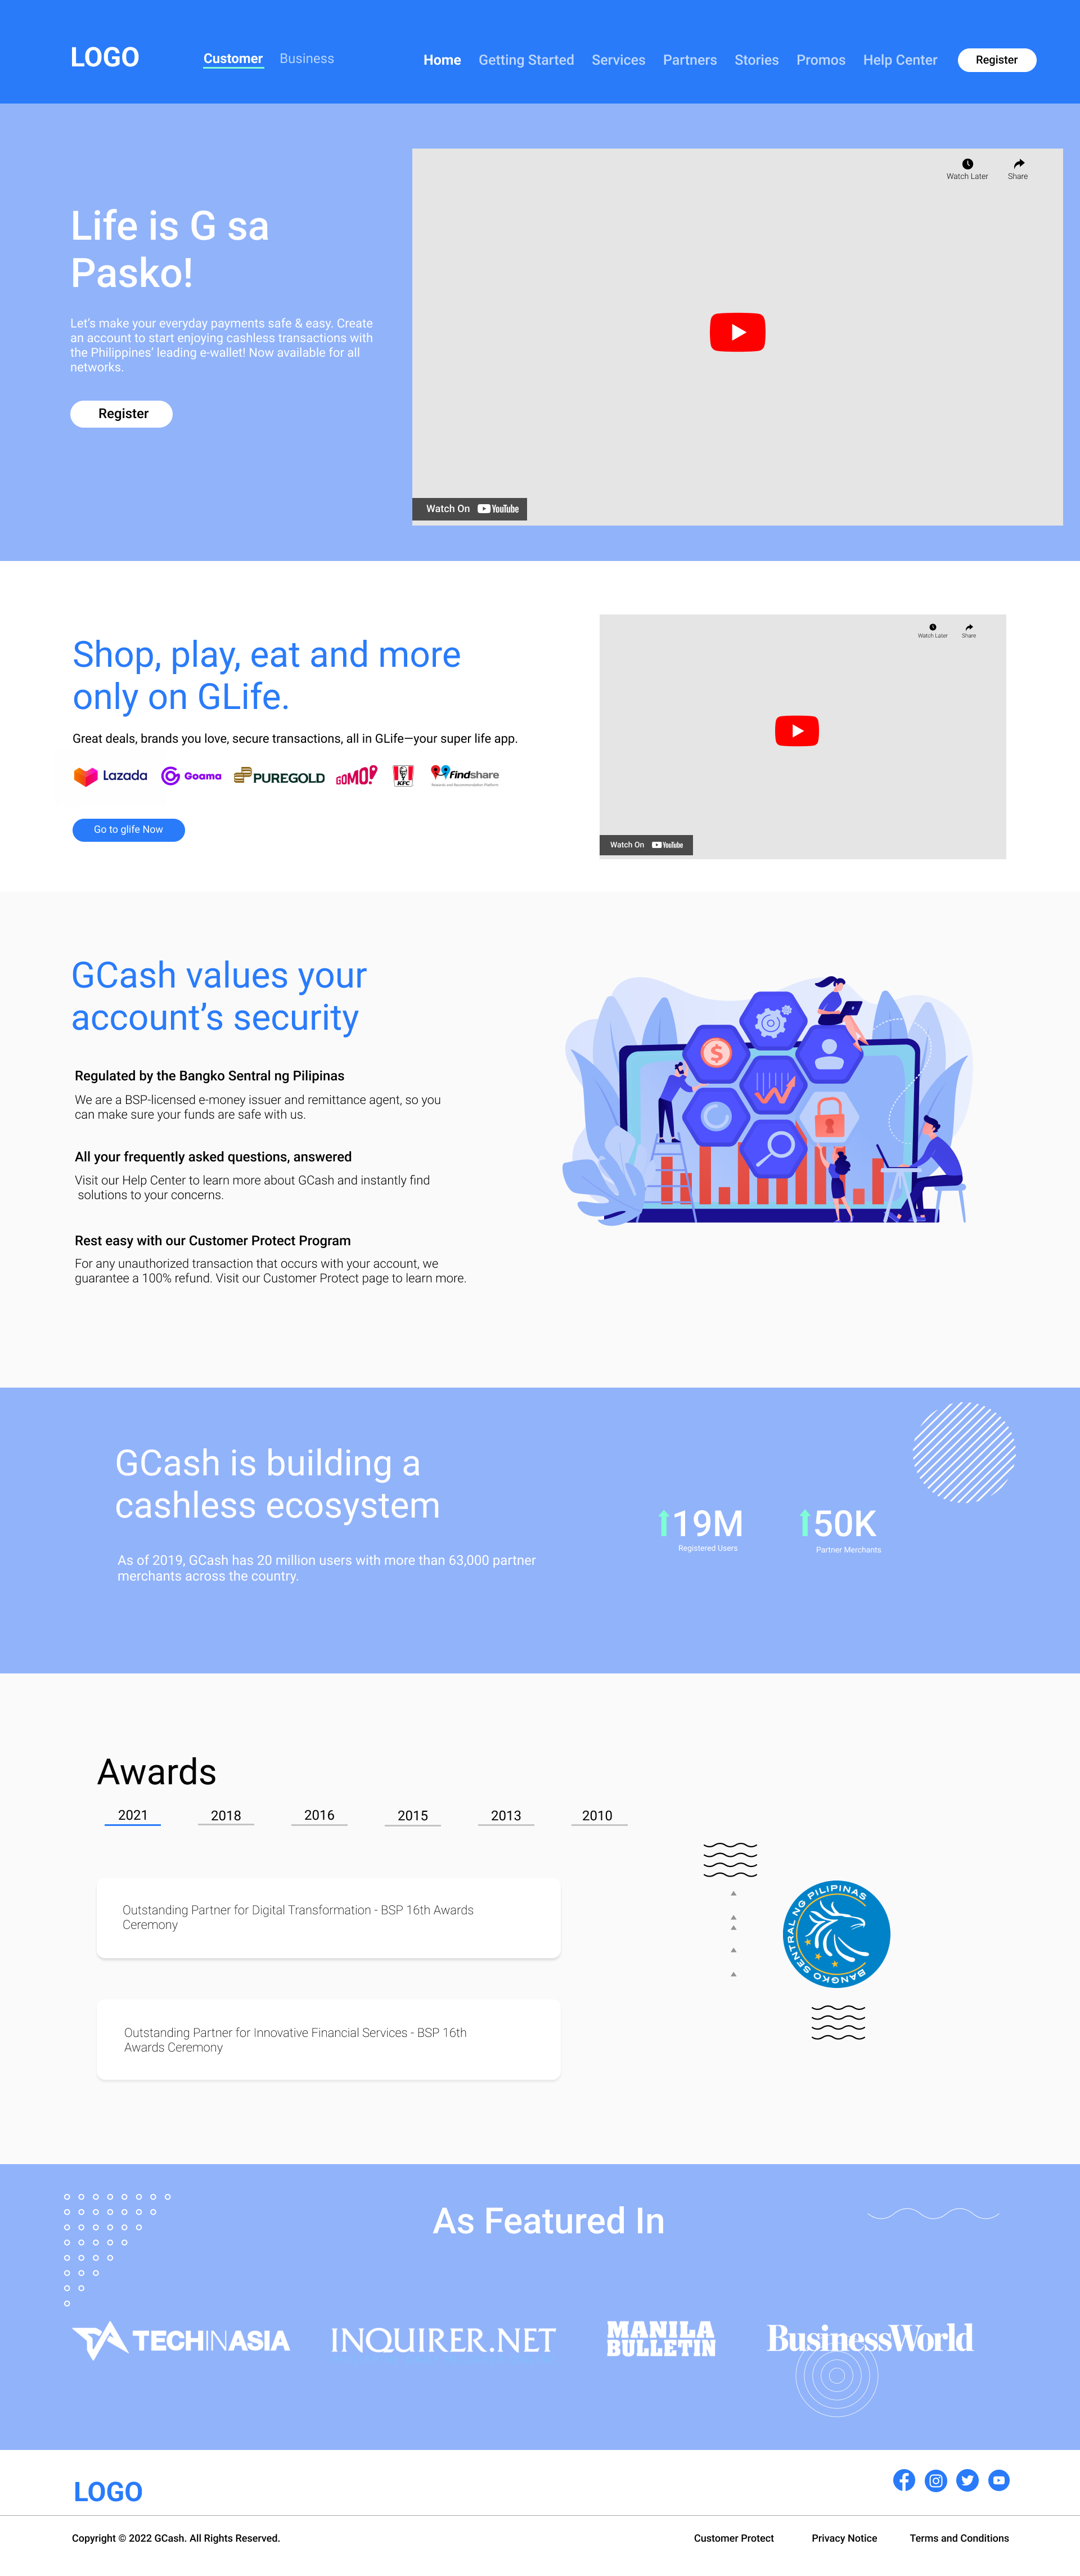 LOGO
Customer Business
Home Getting Started Services Partners Stories Promos Help Center Register
Watch Later Share
Life is G sa
Pasko!
Let's make your everyday payments safe & easy. Create
an account to start enjoying cashless transactions with
the Philippines' leading e-wallet! Now available for all
networks.
Register
Watch On YouTube
Shop, play, eat and more
only on GLife.
Great deals, brands you love, secure transactions, all in GLife—your super life app.
Lazada Goama PUREGOLD GOMO! KFC findshare
Rewards and Recommendation Platform
Go to glife Now
Watch Later Share
Watch On YouTube
GCash values your
account's security
Regulated by the Bangko Sentral ng Pilipinas
We are a BSP-licensed e-money issuer and remittance agent, so you
can make sure your funds are safe with us.
All your frequently asked questions, answered
Visit our Help Center to learn more about GCash and instantly find
solutions to your concerns.
Rest easy with our Customer Protect Program
For any unauthorized transaction that occurs with your account, we
guarantee a 100% refund. Visit our Customer Protect page to learn more.
$
GCash is building a
cashless ecosystem
As of 2019, GCash has 20 million users with more than 63,000 partner
merchants across the country.
19M
Registered Users
50K
Partner Merchants
Awards
2021 2018 2016 2015 2013 2010
Outstanding Partner for Digital Transformation - BSP 16th Awards
Ceremony
Outstanding Partner for Innovative Financial Services - BSP 16th
Awards Ceremony
BANGKO SENTRAL NG PILIPINAS
As Featured In
TECHINASIA
INQUIRER.NET
MANILA
BULLETIN
BusinessWorld
LOGO
Copyright © 2022 GCash. All Rights Reserved.
Customer Protect Privacy Notice Terms and Conditions